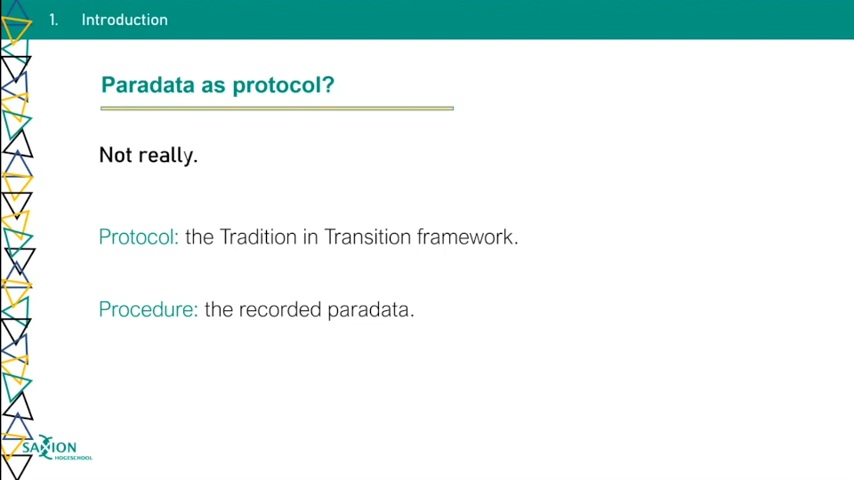 1. Introduction
Paradata as protocol?
Not really.
Protocol: the Tradition in Transition framework.
Procedure: the recorded paradata.
SAXION
HOGESCHOOL